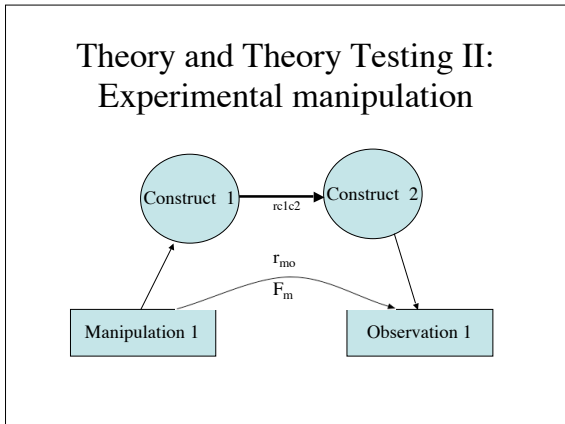 Theory and Theory Testing II:
Experimental manipulation
Construct 1
rc1c2
Construct 2
rmo
Fm
Manipulation 1
Observation 1